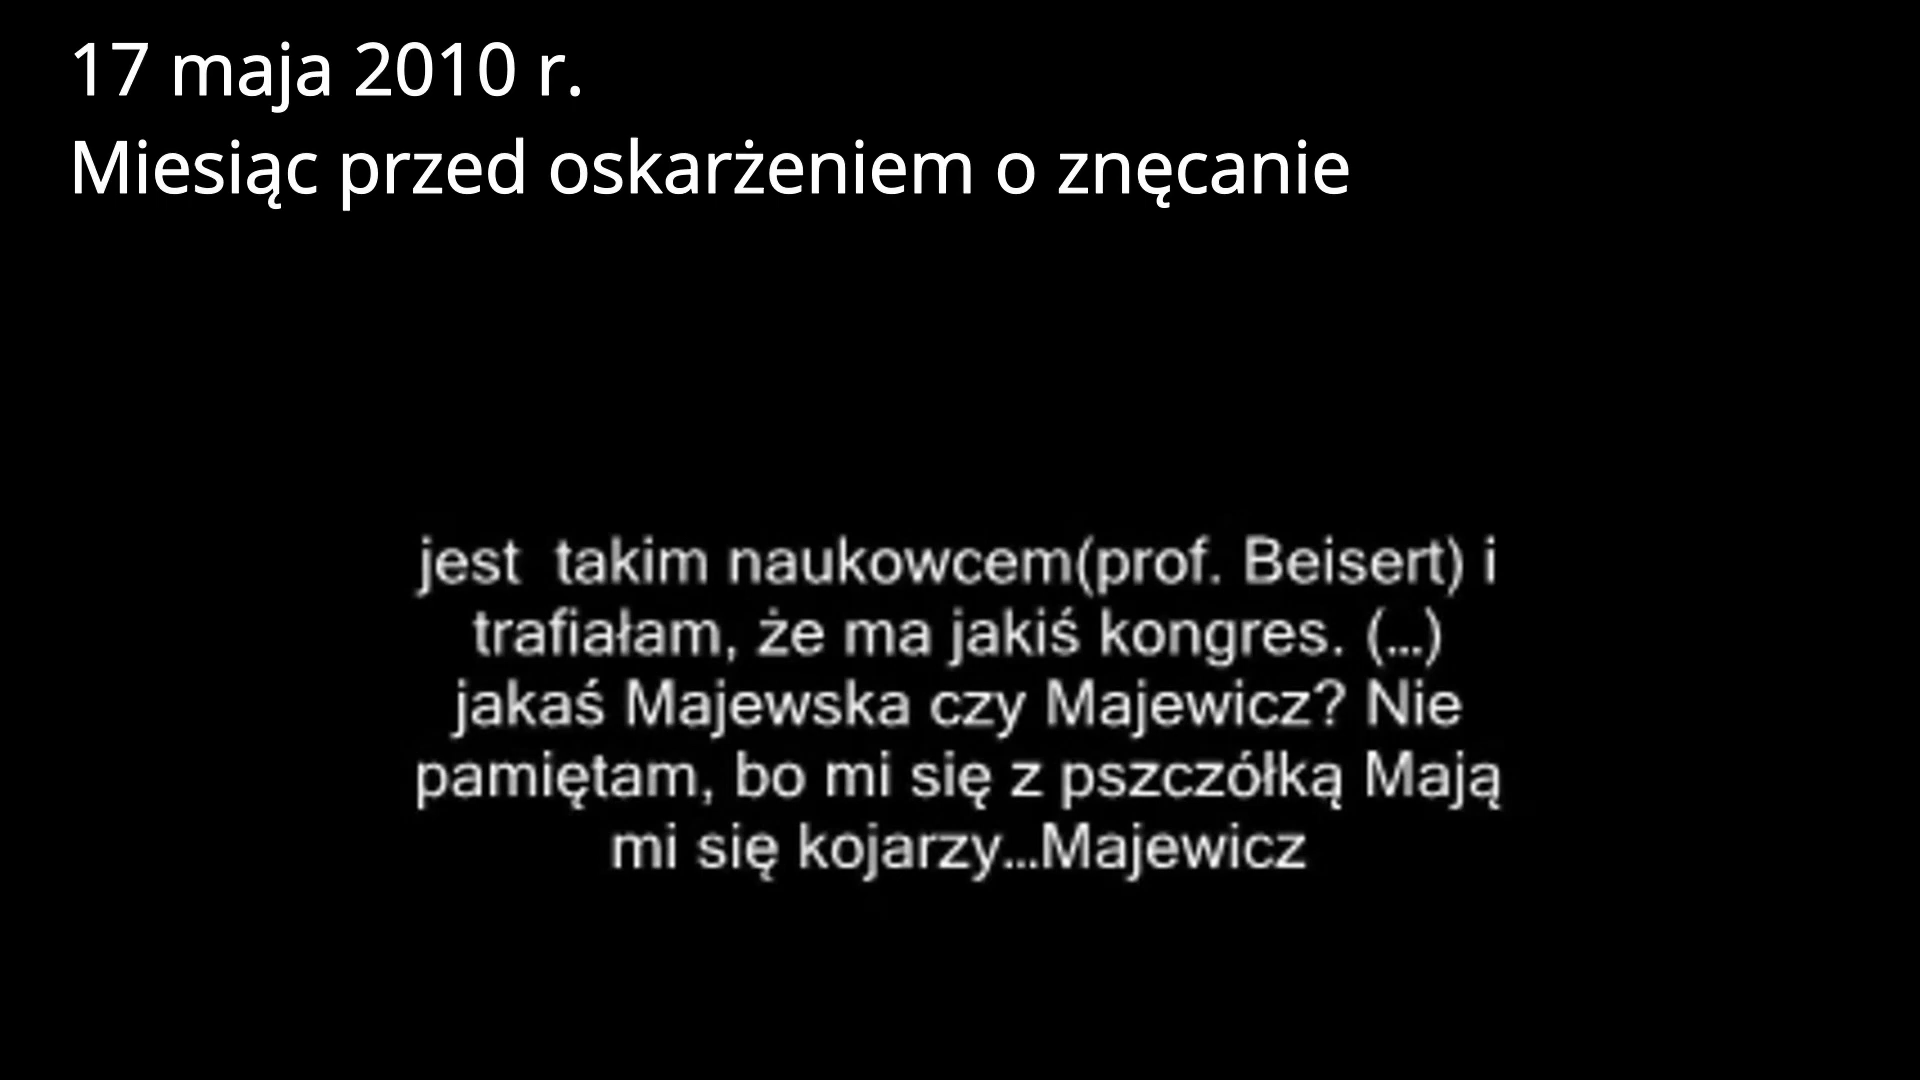 17 maja 2010 r.
Miesiąc przed oskarżeniem o znęcanie
jest  takim naukowcem(prof. Beisert) i
trafiałam, że ma jakiś kongres. (...)
jakaś Majewska czy Majewicz? Nie
pamiętam, bo mi się z pszczółką Mają
mi się kojarzy...Majewicz